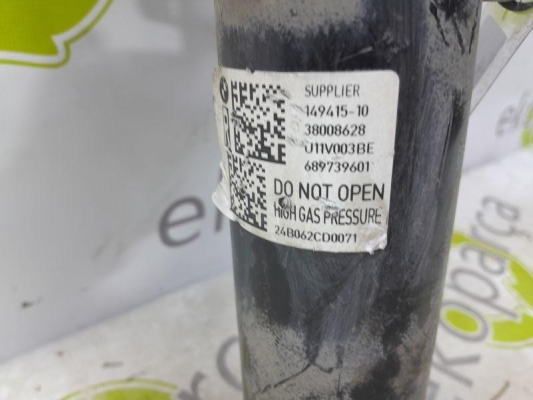 SUPPLIER
149415-10
38008628
U11V003BE
689739601
R
DO NOT OPEN
HIGH GAS PRESSURE
24B062CD0071